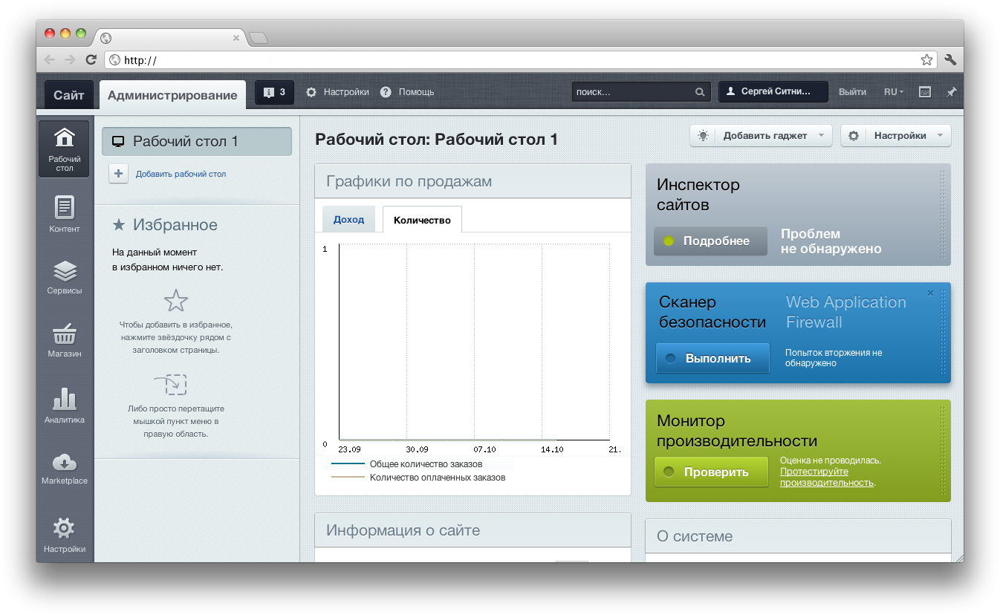 http://
Сайт
Администрирование
3
Настройки
Помощь
поиск...
Сергей Ситни...
Выйти
RU
Рабочий
стол
Контент
Сервисы
Магазин
Аналитика
Marketplace
Настройки
Рабочий стол 1
Добавить рабочий стол
Избранное
На данный момент
в избранном ничего нет.
Чтобы добавить в избранное,
нажмите звёздочку рядом с
заголовком страницы.
Либо просто перетащите
мышкой пункт меню в
правую область.
Рабочий стол: Рабочий стол 1
Добавить гаджет
Настройки
Графики по продажам
Доход
Количество
1
0
23.09
30.09
07.10
14.10
21.
Общее количество заказов
Количество оплаченных заказов
Информация о сайте
Инспектор
сайтов
Подробнее
Проблем
не обнаружено
Сканер
безопасности
Web Application
Firewall
Выполнить
Попыток вторжения не
обнаружено
Монитор
производительности
Проверить
Оценка не проводилась.
Протестируйте
производительность.
О системе